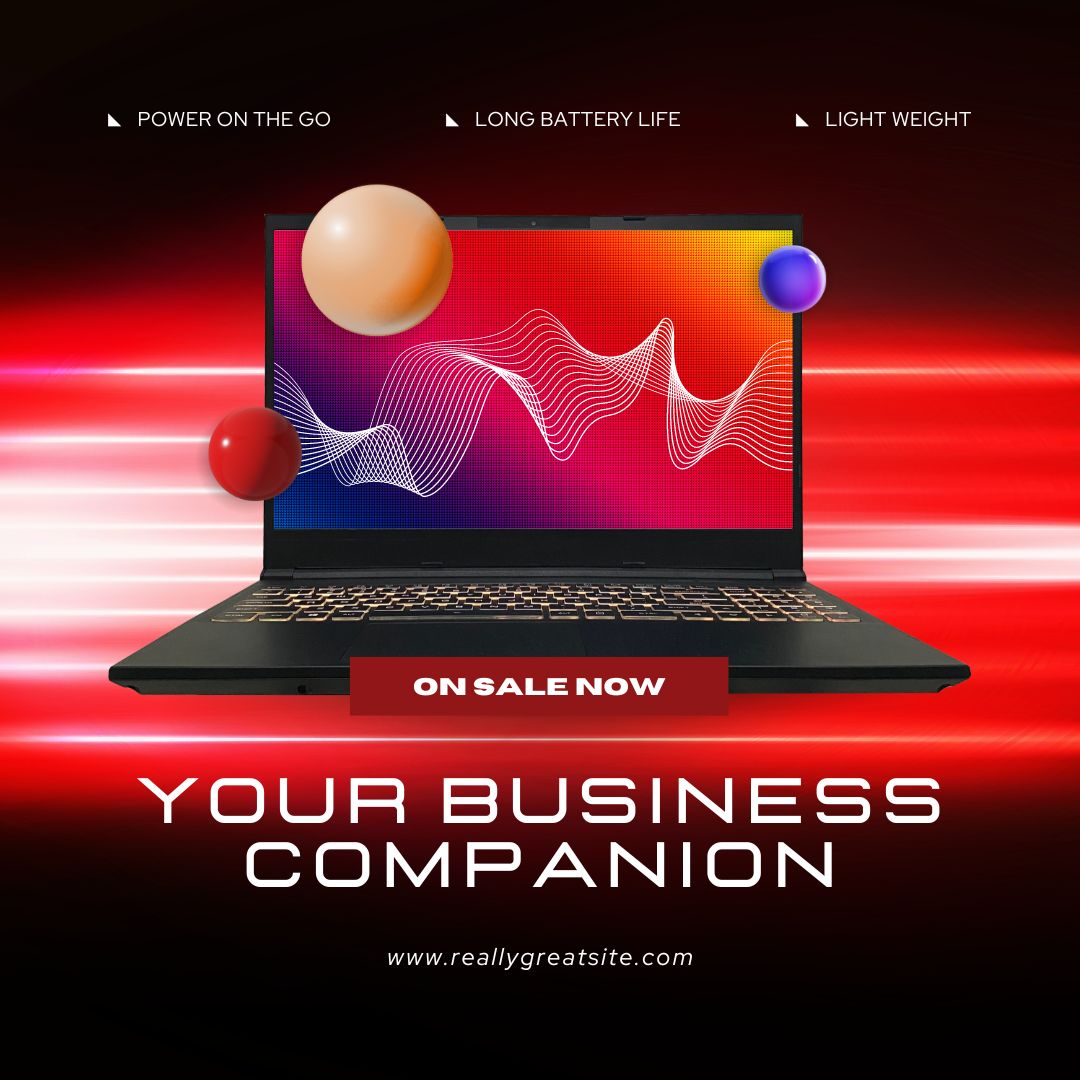 POWER ON THE GO
LONG BATTERY LIFE
LIGHT WEIGHT
ON SALE NOW
YOUR BUSINESS
COMPANION
www.reallygreatsite.com